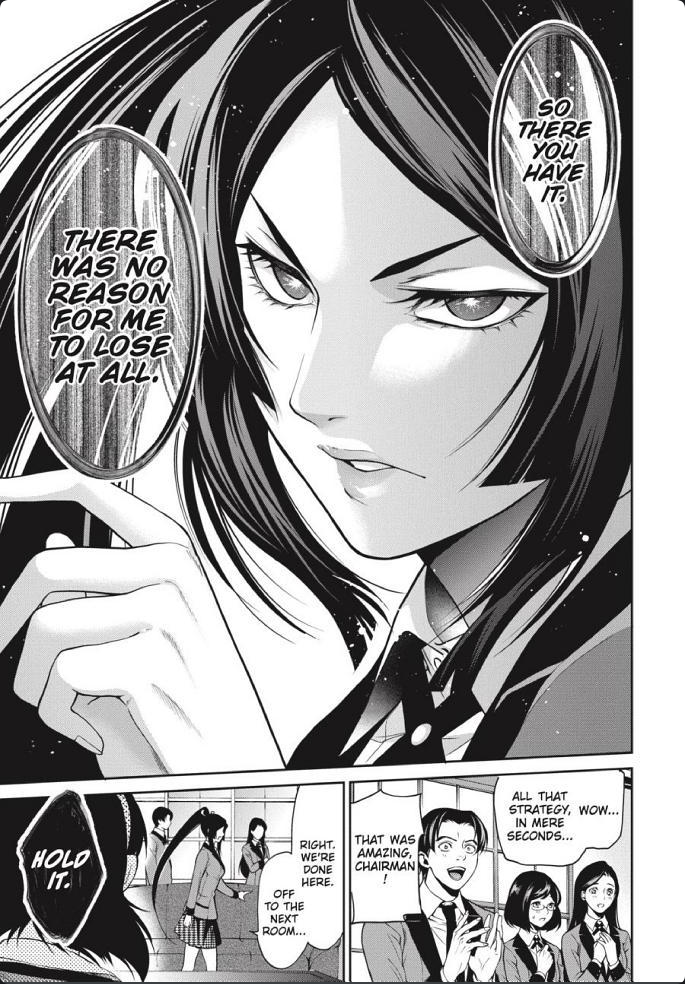 SO
THERE
YOU
HAVE
IT.
THERE
WAS NO
REASON
FOR ME
TO LOSE
AT ALL.
ALL THAT
STRATEGY, WOW...
IN MERE
SECONDS...
THAT WAS
AMAZING,
CHAIRMAN
!
RIGHT.
WE'RE
DONE
HERE.
OFF
TO THE
NEXT
ROOM...
HOLD
IT.